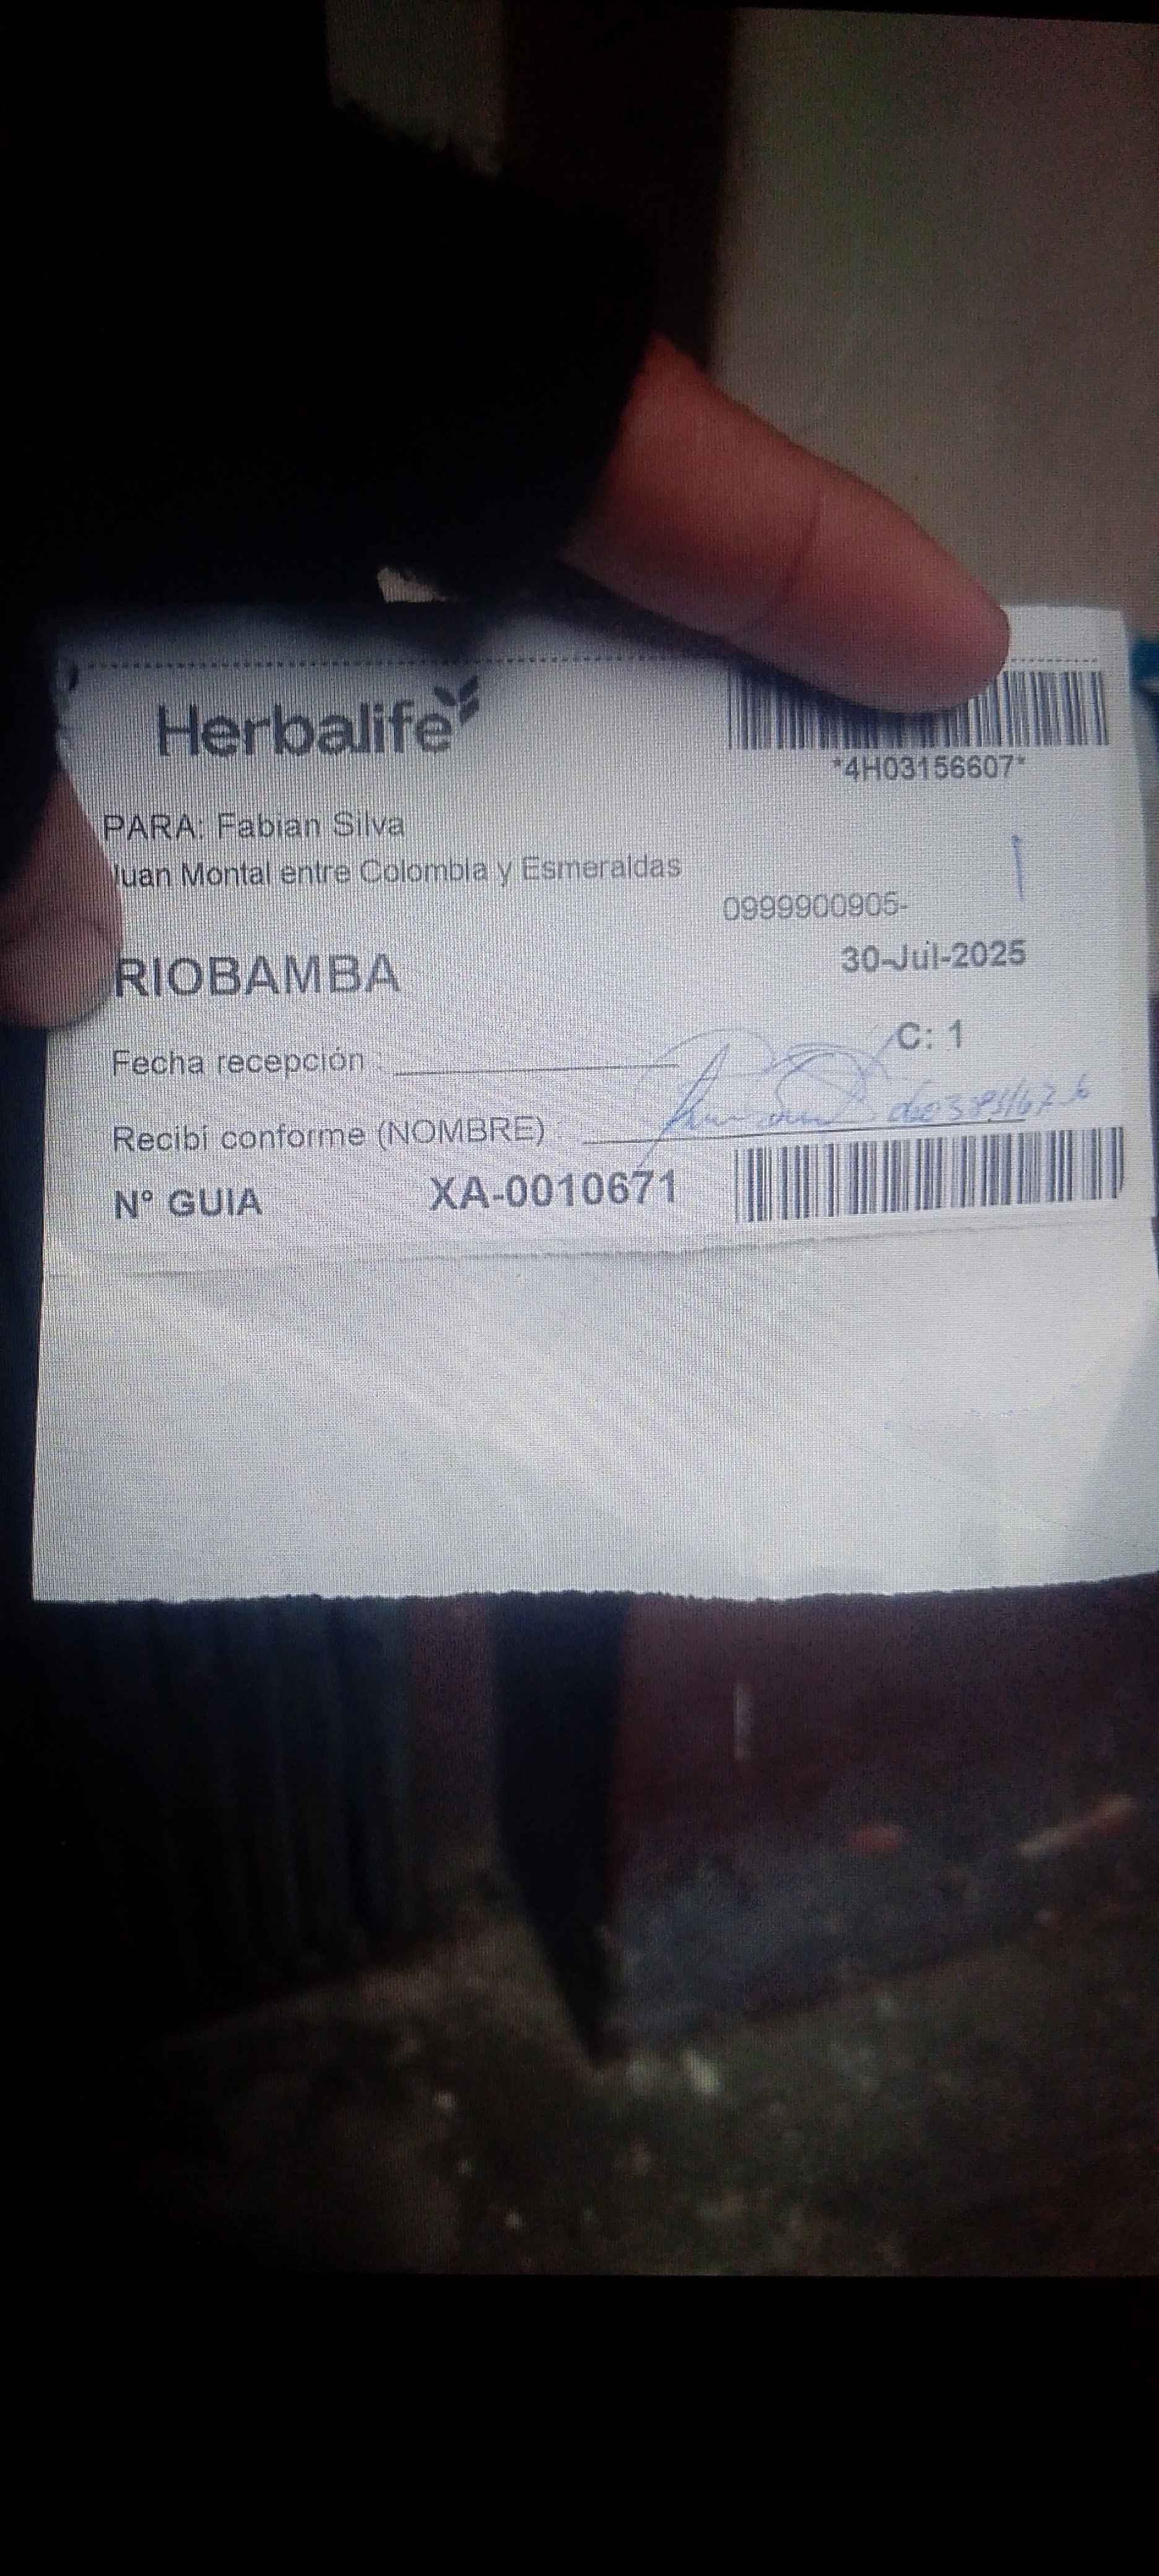 Herbalife
*4H03156607*
PARA: Fabian Silva
Juan Montal entre Colombia y Esmeraldas
0999900905-
RIOBAMBA
30-Jul-2025
C: 1
Fecha recepción :
Recibí conforme (NOMBRE) :
N° GUIA XA-0010671